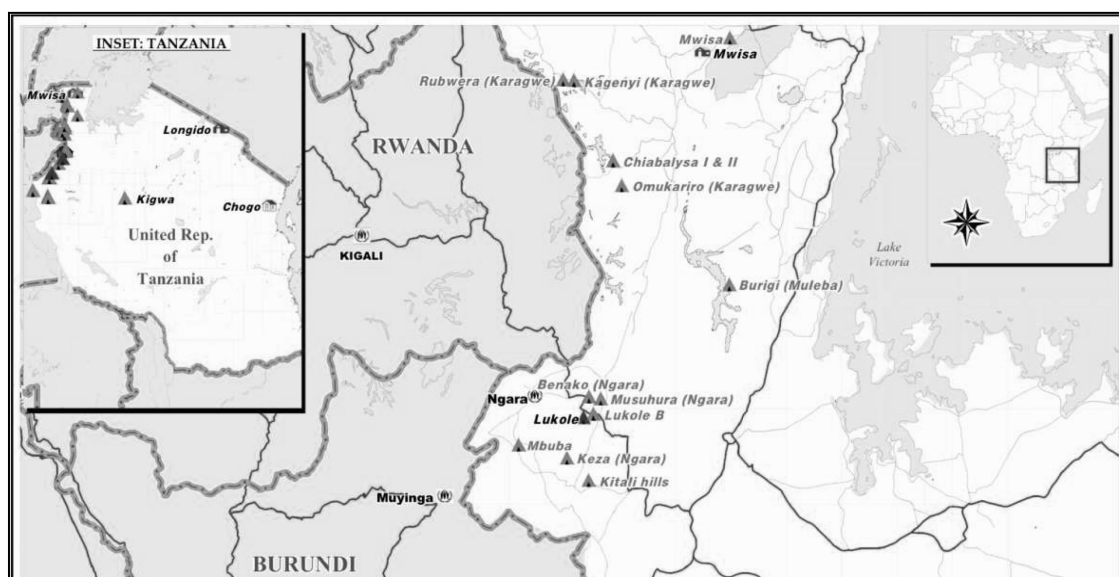 INSET: TANZANIA
Mwisa
Longido
Kigwa
Chogo
United Rep.
of
Tanzania
Mwisa
Mwisa
Rubwera (Karagwe)
Kagenyi (Karagwe)
RWANDA
Chiabalysa I & II
Omukariro (Karagwe)
KIGALI
Lake
Victoria
Burigi (Muleba)
Benako (Ngara)
Ngara
Musuhura (Ngara)
Lukole
Lukole B
Mbuba
Keza (Ngara)
Kitali hills
Muyinga
BURUNDI